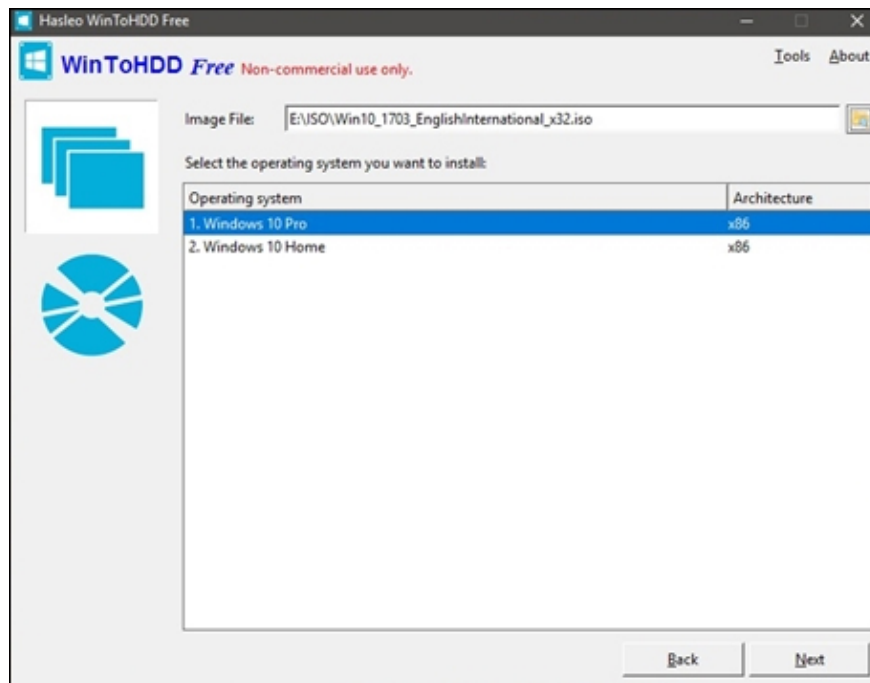 Hasleo WinToHDD Free
WinToHDD Free Non-commercial use only.
Tools About
Image File: E:\ISO\Win10_1703_EnglishInternational_x32.iso
Select the operating system you want to install:
Operating system Architecture
1. Windows 10 Pro x86
2. Windows 10 Home x86
Back Next